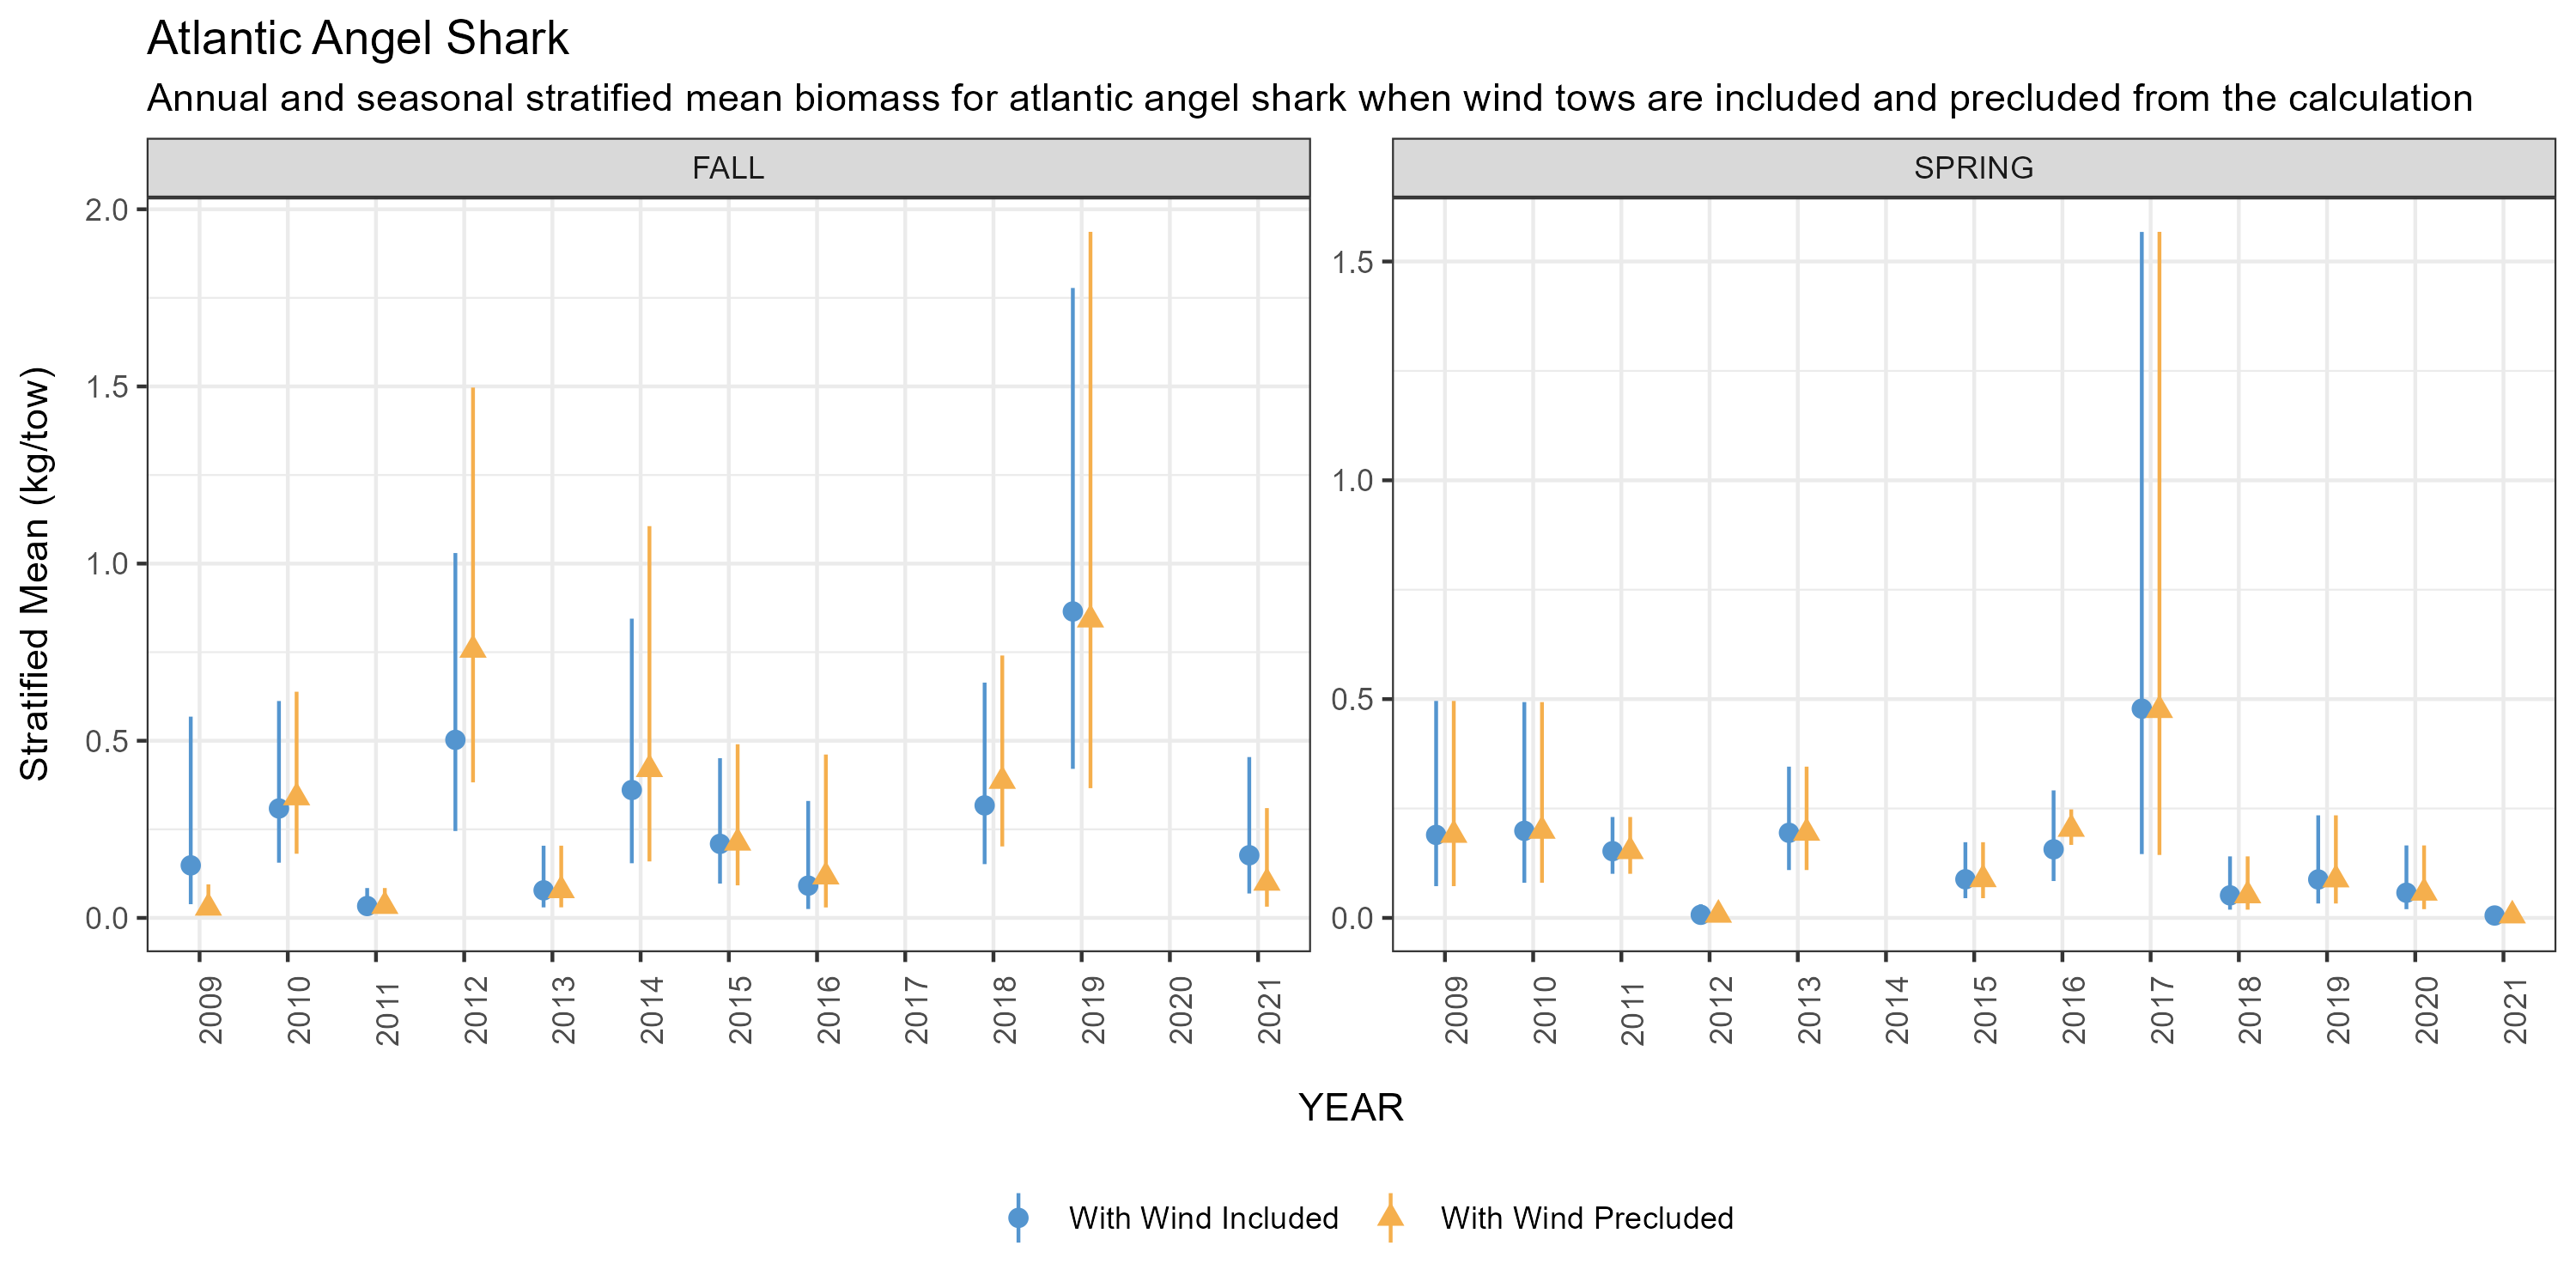 Atlantic Angel Shark
Annual and seasonal stratified mean biomass for atlantic angel shark when wind tows are included and precluded from the calculation
FALL
SPRING
Stratified Mean (kg/tow)
2.0
1.5
1.0
0.5
0.0
1.5
1.0
0.5
0.0
2009 2010 2011 2012 2013 2014 2015 2016 2017 2018 2019 2020 2021
2009 2010 2011 2012 2013 2014 2015 2016 2017 2018 2019 2020 2021
YEAR
With Wind Included
With Wind Precluded